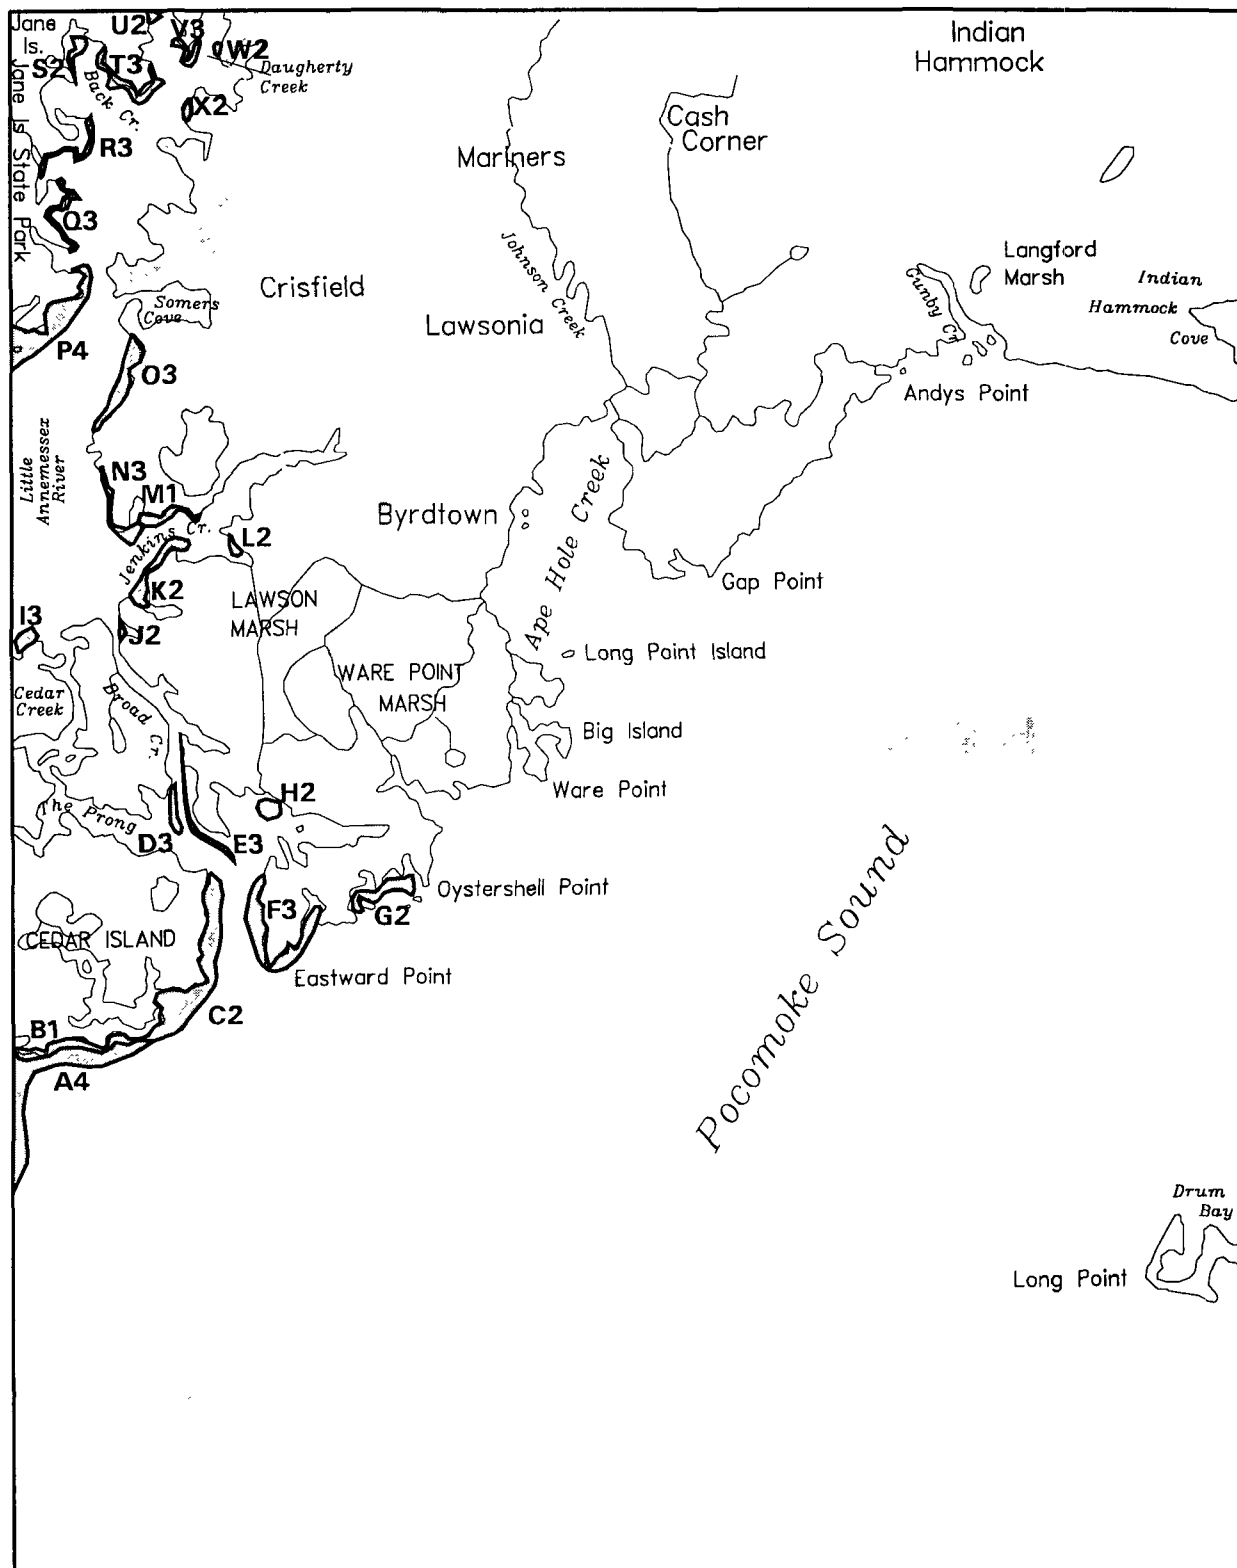 Jane
Is.
U2
V3
W2
S2
T3
Back Cr.
Daugherty
Creek
X2
R3
Jane Is State Park
Q3
Indian
Hammock
Cash
Corner
Mariners
Johnson Creek
Langford
Marsh
Gunby Cr
Indian
Hammock
Cove
Crisfield
Somers
Cove
Lawsonia
P4
O3
Andys Point
Little
Annemessex
River
N3
M1
Jenkins Cr.
L2
Byrdtown
Ape Hole Creek
Gap Point
K2
LAWSON
MARSH
I3
J2
Long Point Island
WARE POINT
MARSH
Cedar
Creek
Broad Cr.
Big Island
Ware Point
H2
The Prong
D3
E3
Oystershell Point
F3
G2
CEDAR ISLAND
Eastward Point
C2
B1
A4
Pocomoke Sound
Drum
Bay
Long Point